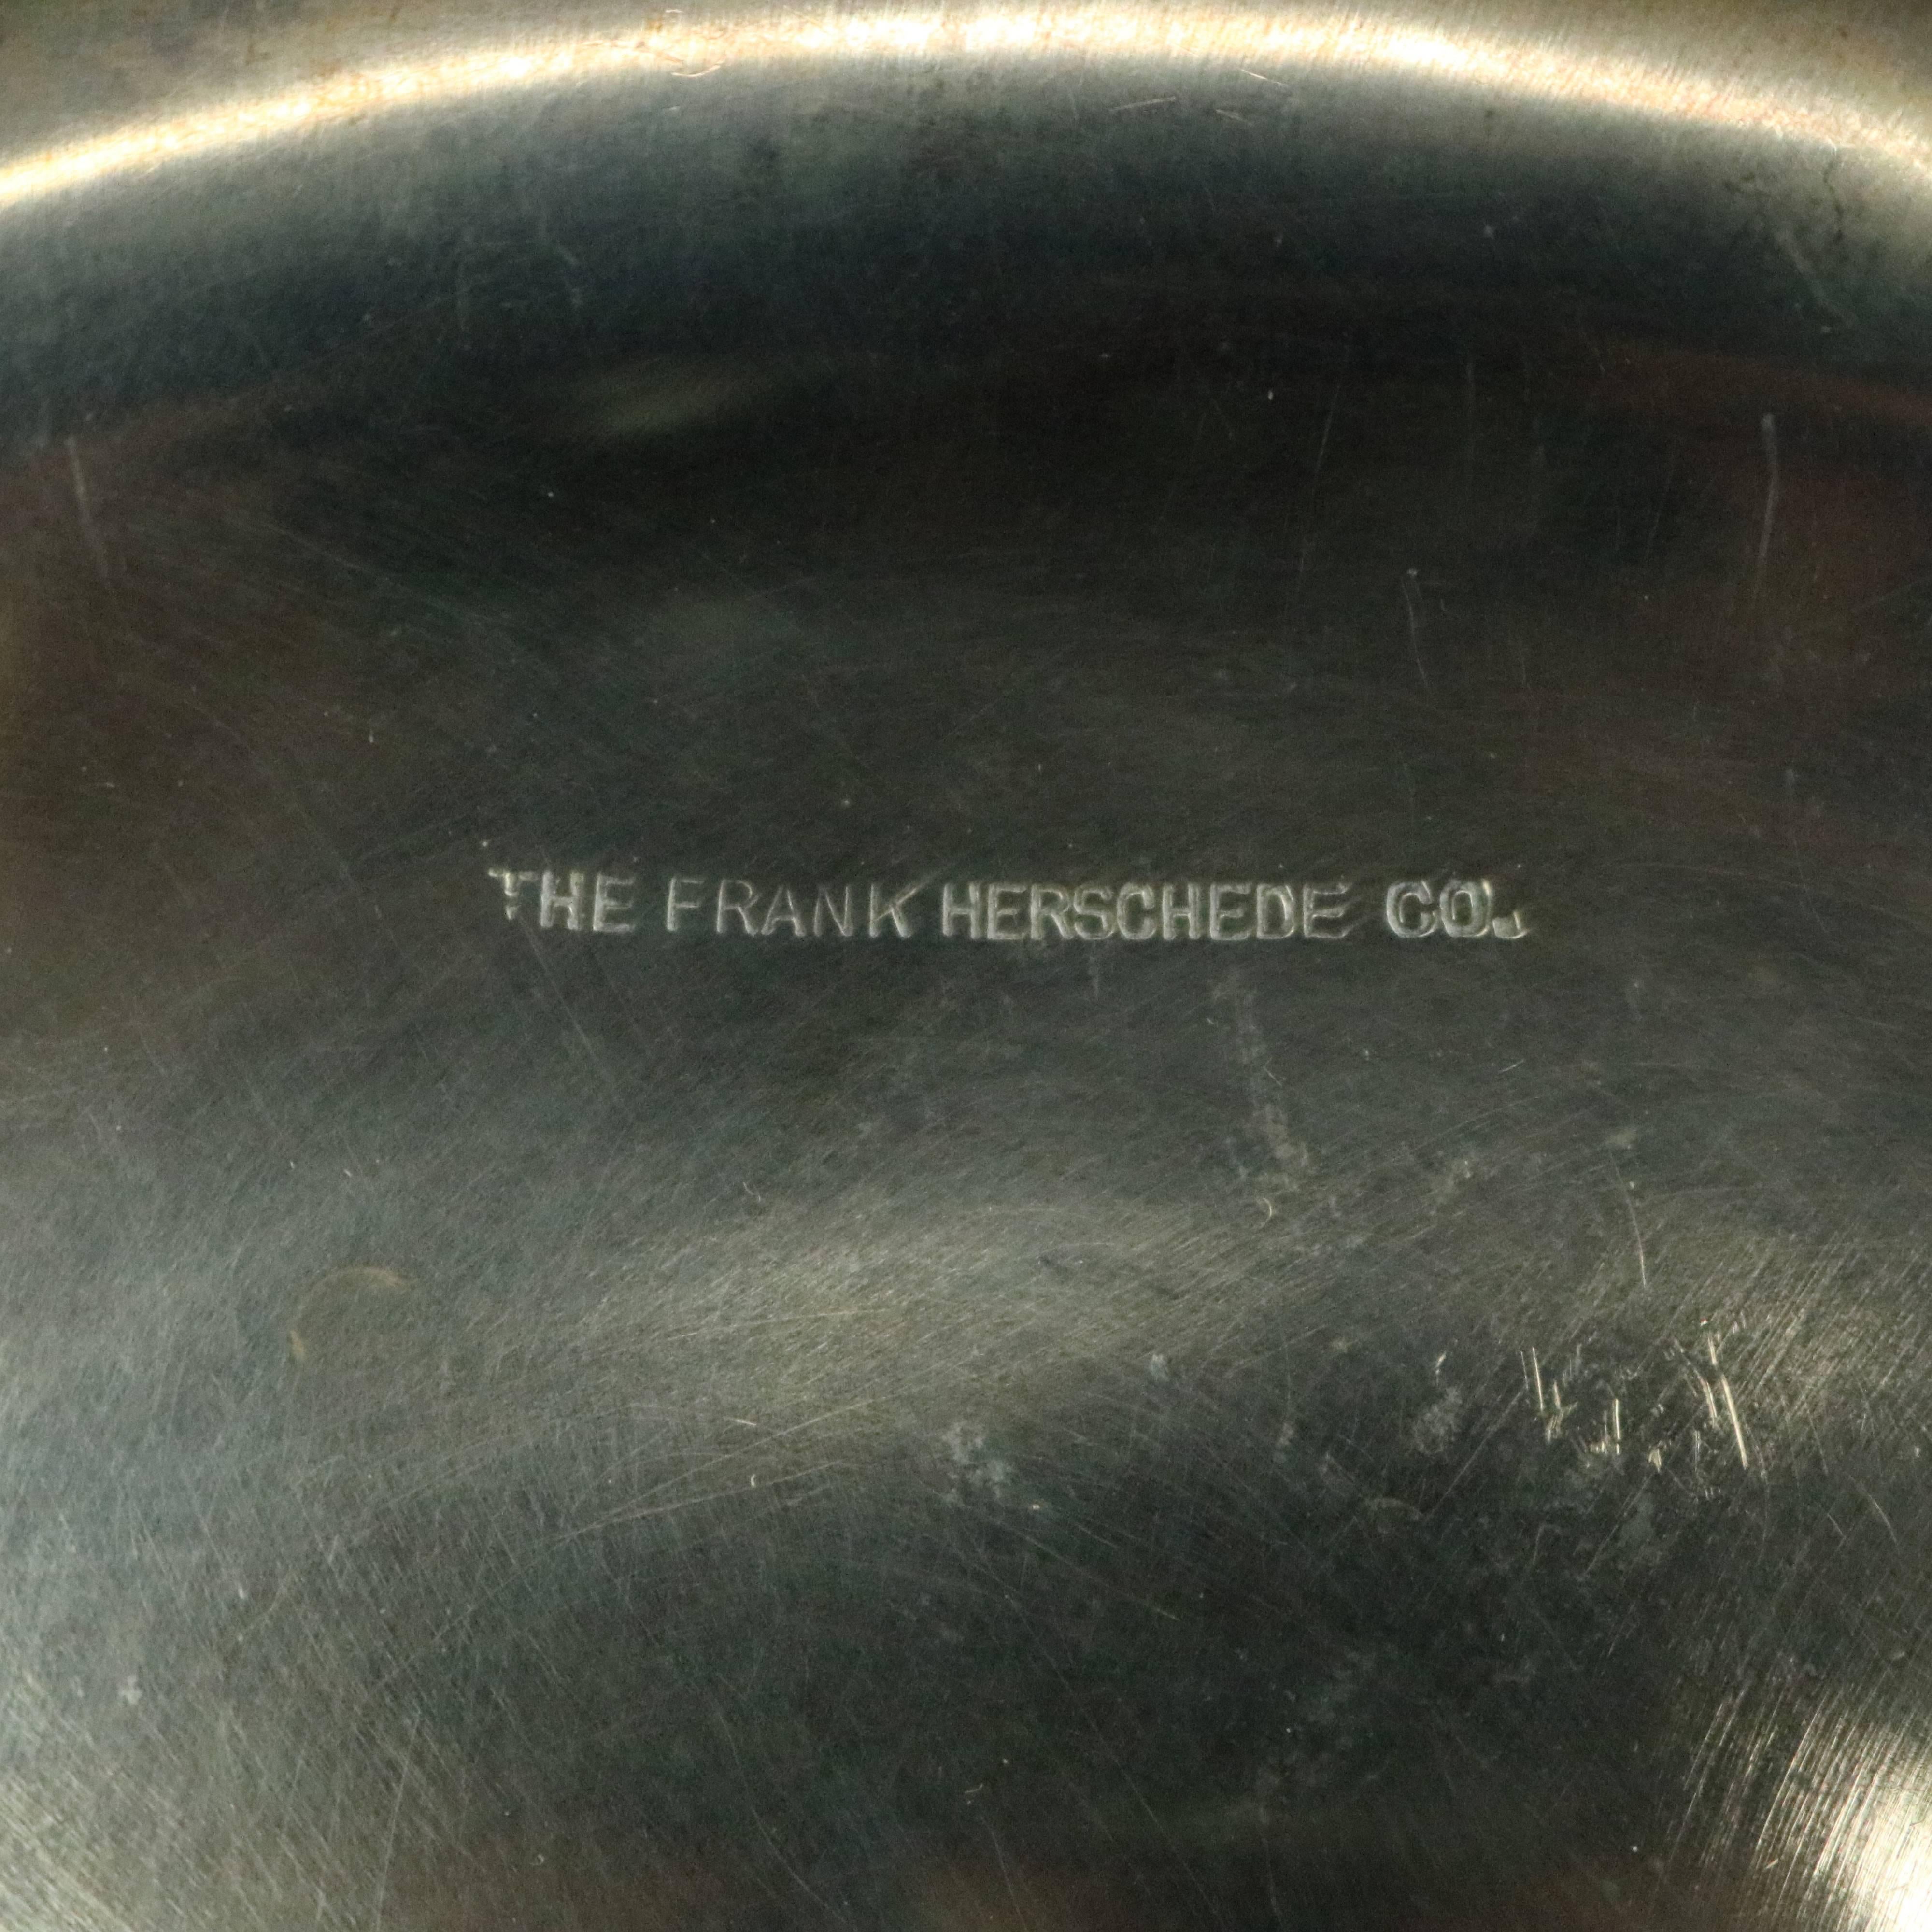 THE FRANK HERSCHEDE CO.